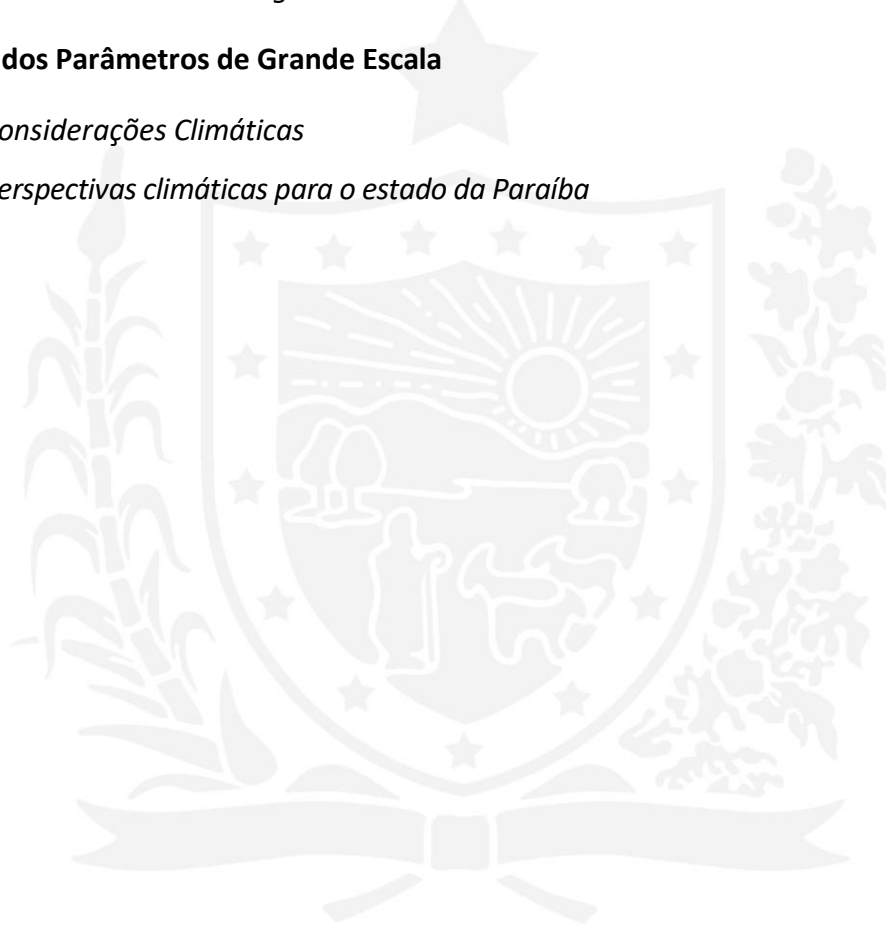 dos Parâmetros de Grande Escala
onsiderações Climáticas
erspectivas climáticas para o estado da Paraíba